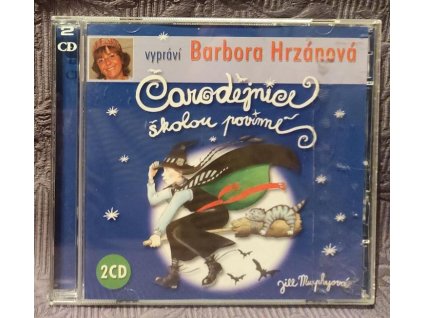 2
CD
vypráví Barbora Hrzánová
Čarodějnice
školou povinné
2CD
Jill Murphyová